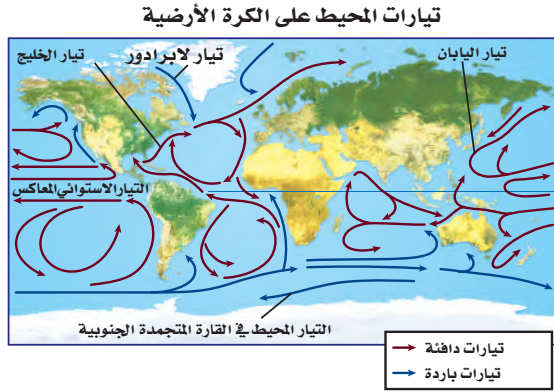 تيارات المحيط على الكرة الأرضية
تيار اليابان
تيار لابرادور
تيار الخليج
التيار الاستوائي المعاكس
التيار المحيط في القارة المتجمدة الجنوبية
تيارات دافئة
تيارات باردة